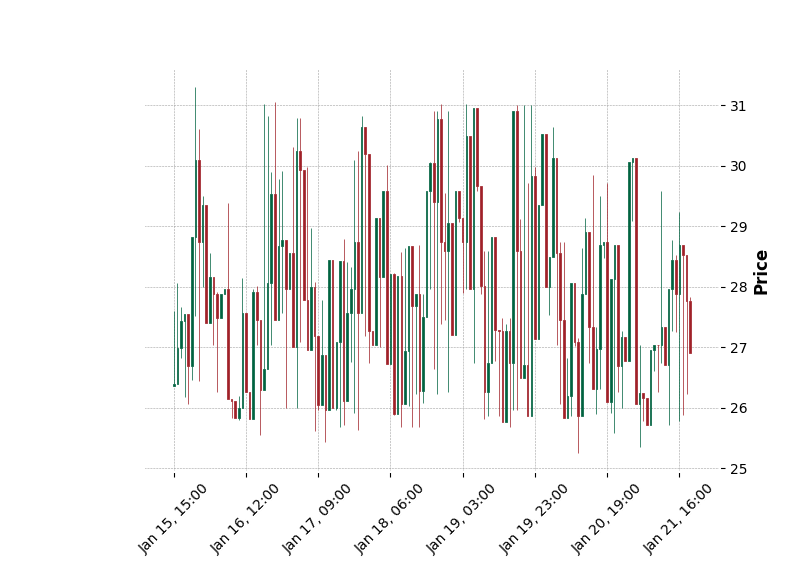 31
30
29
28
27
26
25
Price
Jan 15, 15:00
Jan 16, 12:00
Jan 17, 09:00
Jan 18, 06:00
Jan 19, 03:00
Jan 19, 23:00
Jan 20, 19:00
Jan 21, 16:00